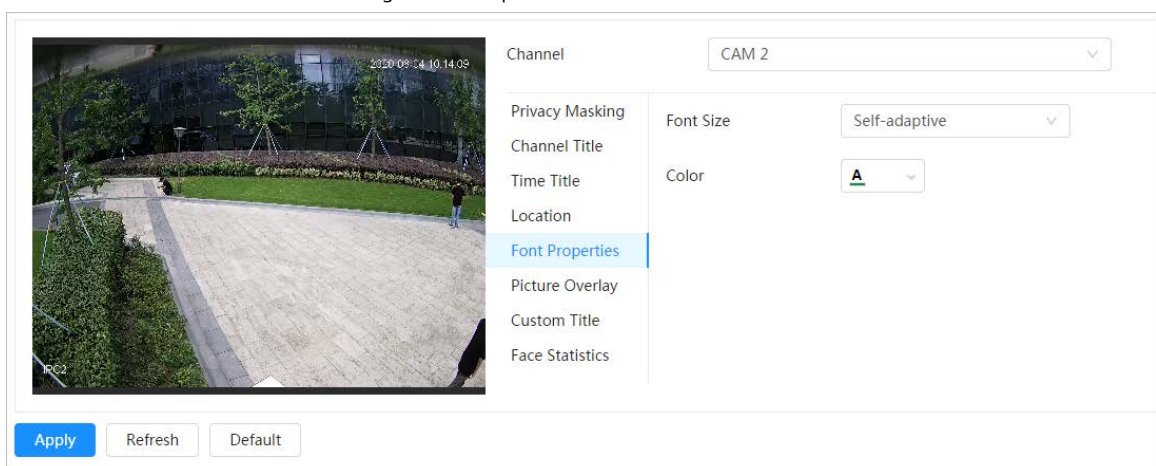 Channel
CAM 2
2020-09-04 10:14:09
Privacy Masking
Channel Title
Time Title
Location
Font Properties
Picture Overlay
Custom Title
Face Statistics
Font Size
Self-adaptive
Color
A
IPC2
Apply
Refresh
Default